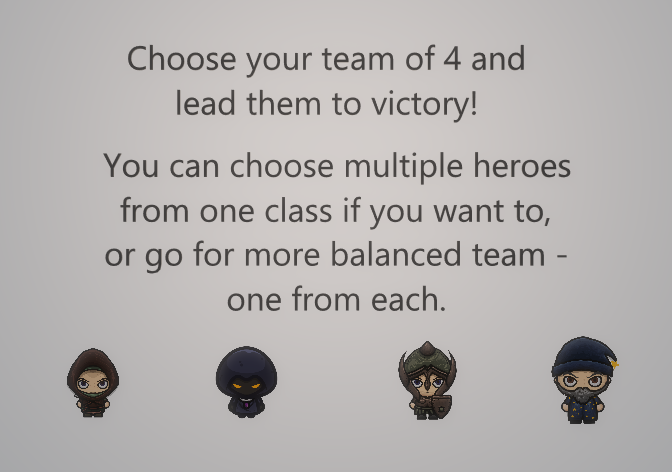 Choose your team of 4 and
lead them to victory!
You can choose multiple heroes
from one class if you want to,
or go for more balanced team -
one from each.